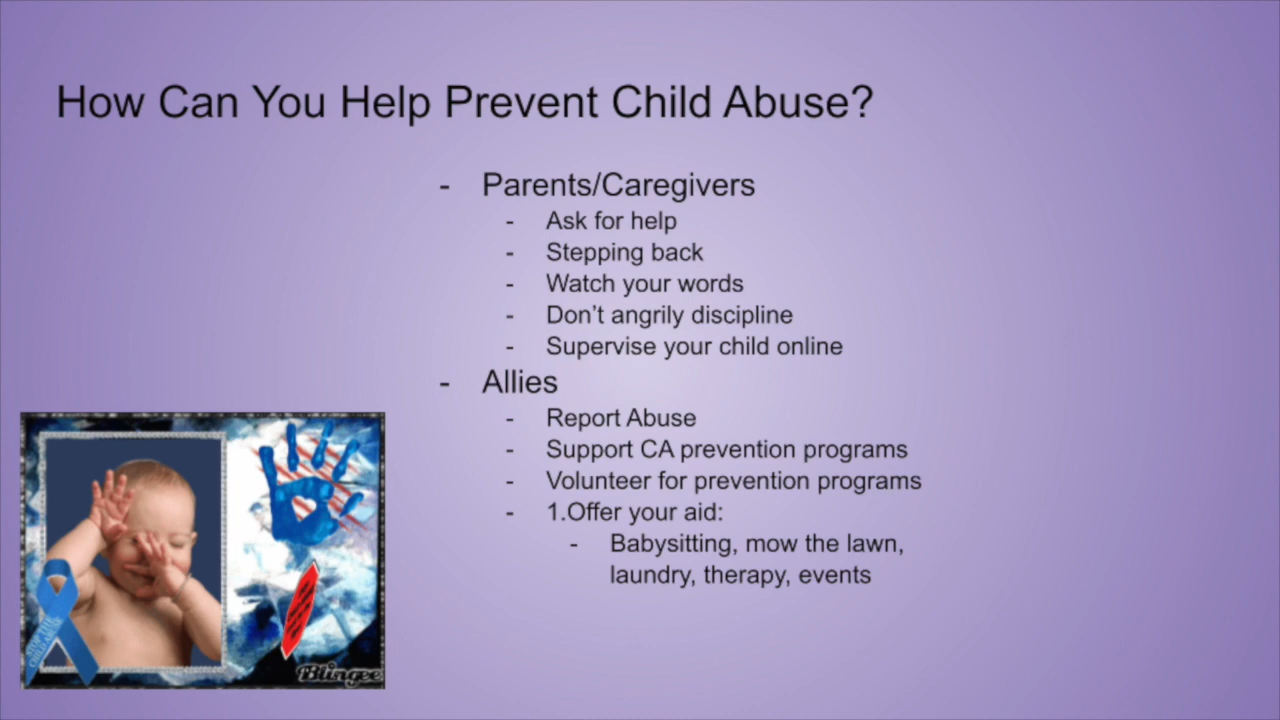 How Can You Help Prevent Child Abuse?
- Parents/Caregivers
- Ask for help
- Stepping back
- Watch your words
- Don’t angrily discipline
- Supervise your child online
- Allies
- Report Abuse
- Support CA prevention programs
- Volunteer for prevention programs
- 1.Offer your aid:
- Babysitting, mow the lawn,
laundry, therapy, events
Blingee